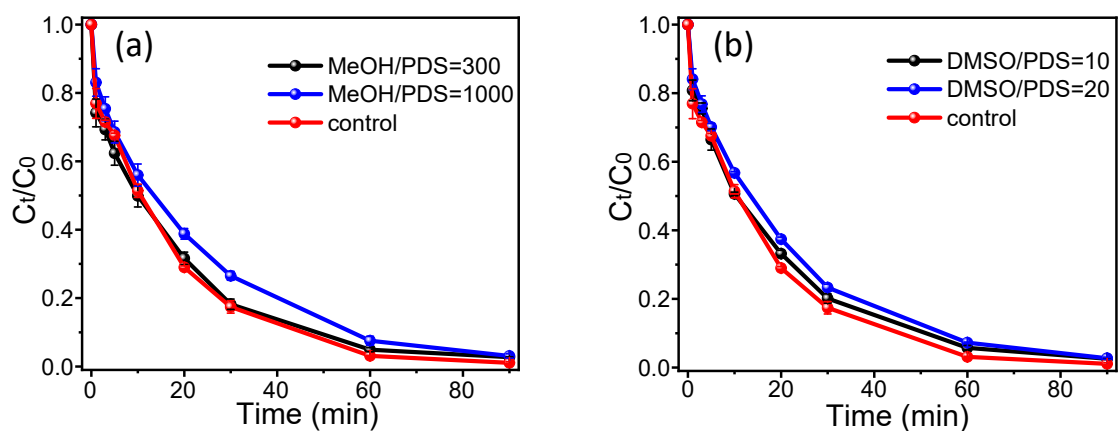 (a)
MeOH/PDS=300
MeOH/PDS=1000
control
Ct/C0
1.0
0.8
0.6
0.4
0.2
0.0
0 20 40 60 80
Time (min)
(b)
DMSO/PDS=10
DMSO/PDS=20
control
Ct/C0
1.0
0.8
0.6
0.4
0.2
0.0
0 20 40 60 80
Time (min)